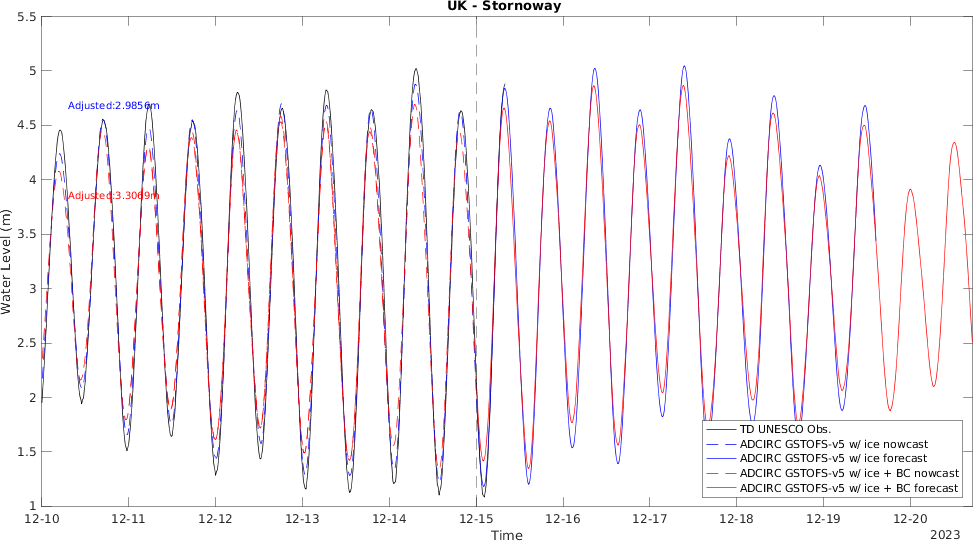 UK - Stornoway
5.5
5
4.5
4
3.5
3
2.5
2
1.5
1
Water Level (m)
Adjusted:2.9856m
Adjusted:3.3069m
TD UNESCO Obs.
ADCIRC GSTOFS-v5 w/ ice nowcast
ADCIRC GSTOFS-v5 w/ ice forecast
ADCIRC GSTOFS-v5 w/ ice + BC nowcast
ADCIRC GSTOFS-v5 w/ ice + BC forecast
12-10 12-11 12-12 12-13 12-14 12-15 12-16 12-17 12-18 12-19 12-20
Time
2023